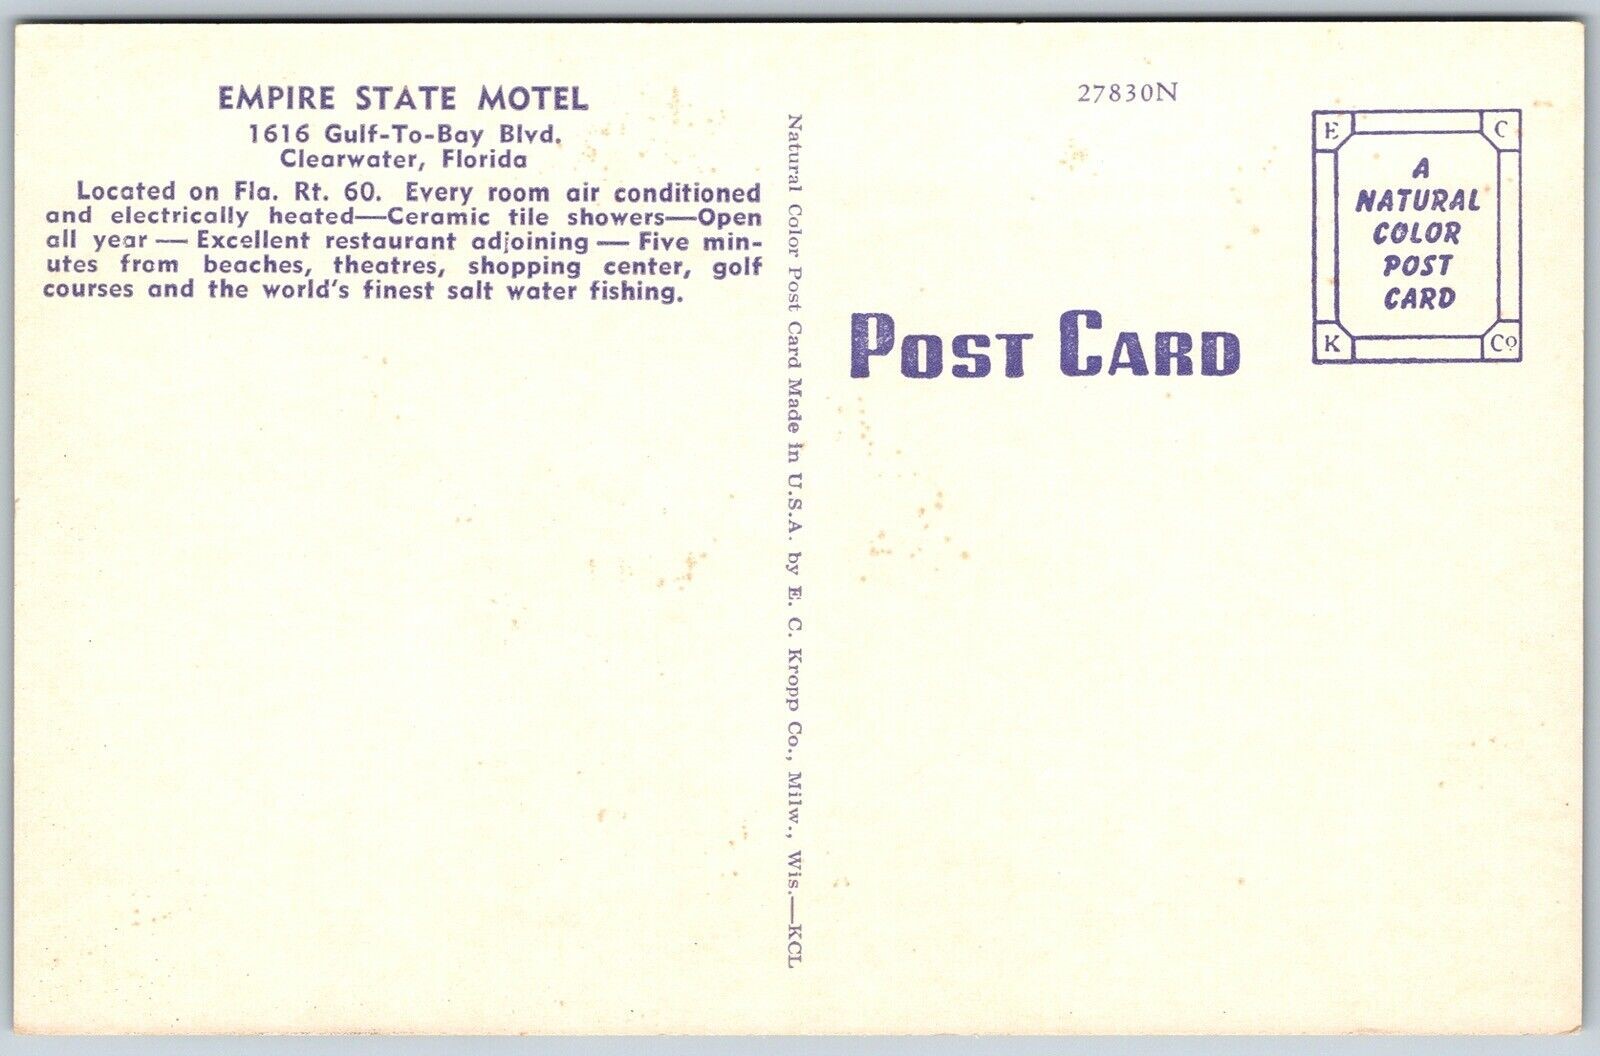 EMPIRE STATE MOTEL
1616 Gulf-To-Bay Blvd.
Clearwater, Florida
Located on Fla. Rt. 60. Every room air conditioned
and electrically heated—Ceramic tile showers—Open
all year — Excellent restaurant adjoining — Five min-
utes from beaches, theatres, shopping center, golf
courses and the world's finest salt water fishing.
Natural Color Post Card Made in U.S.A. by E. C. Kropp Co., Milw., Wis.—KCL
27830N
POST CARD
E C
A
NATURAL
COLOR
POST
CARD
K Co